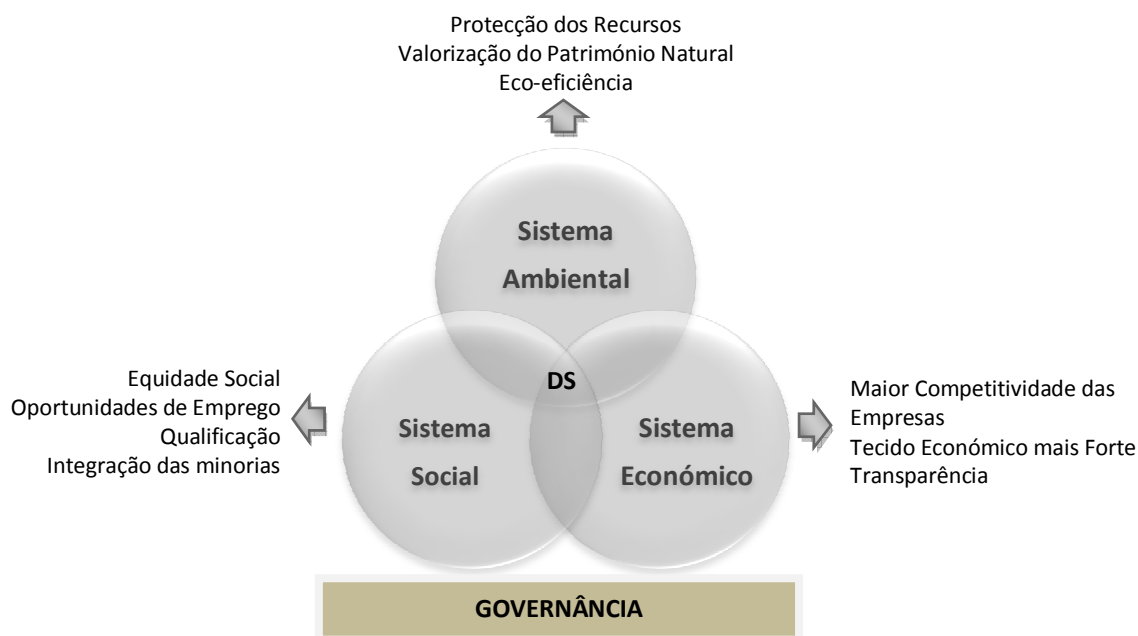 Protecção dos Recursos
Valorização do Património Natural
Eco-eficiência
Sistema
Ambiental
DS
Equidade Social
Oportunidades de Emprego
Qualificação
Integração das minorias
Sistema
Social
Sistema
Económico
Maior Competitividade das
Empresas
Tecido Económico mais Forte
Transparência
GOVERNÂNCIA